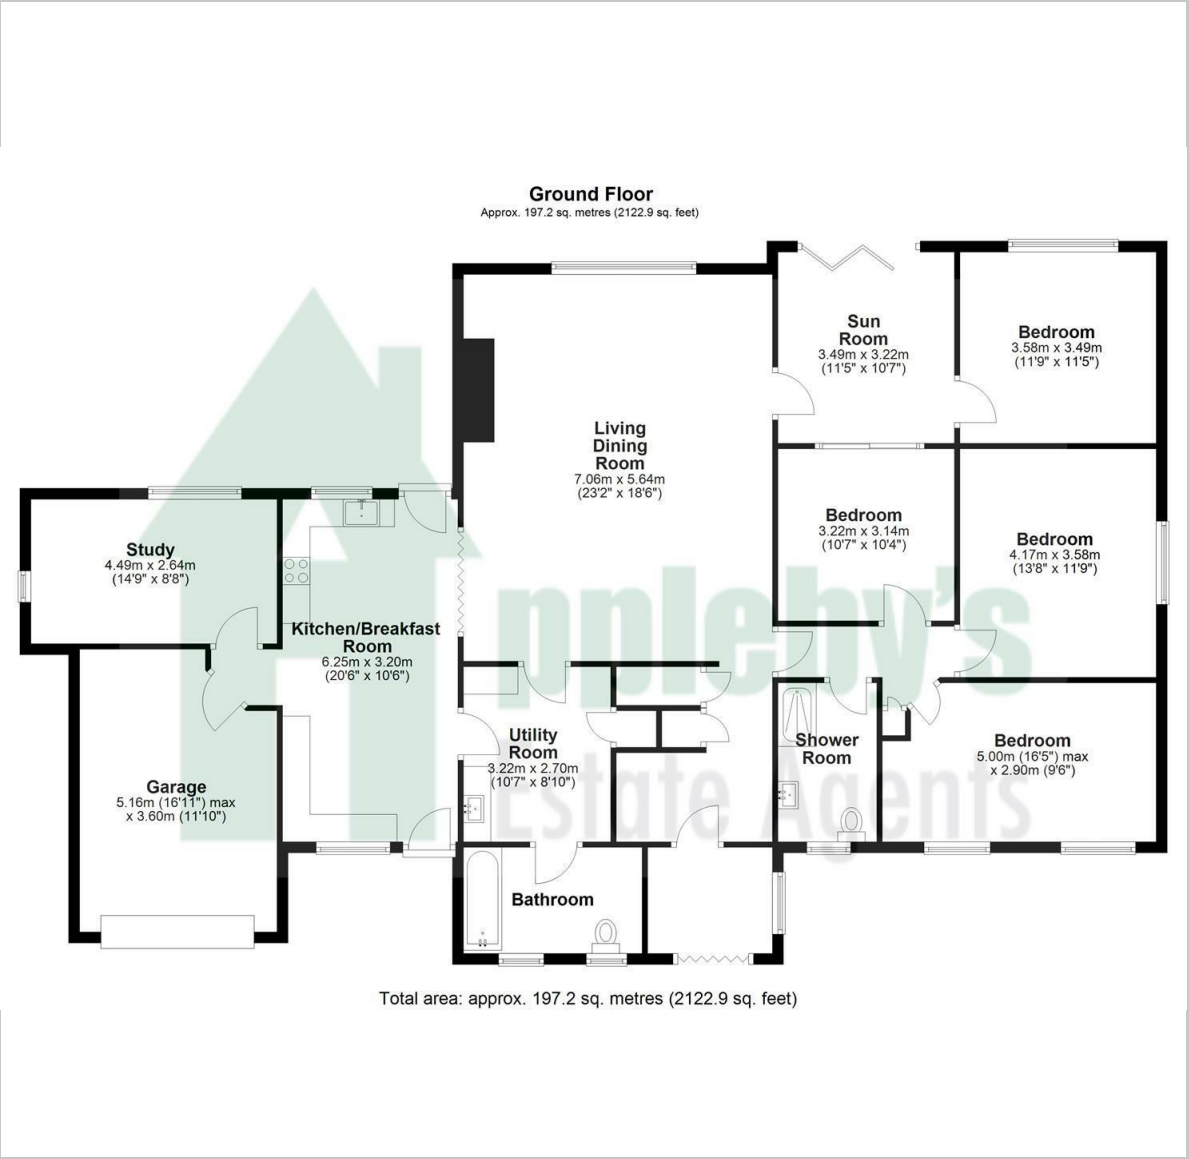 Ground Floor
Approx. 197.2 sq. metres (2122.9 sq. feet)
Sun
Room
3.49m x 3.22m
(11'5" x 10'7")
Bedroom
3.58m x 3.49m
(11'9" x 11'5")
Living
Dining
Room
7.06m x 5.64m
(23'2" x 18'6")
Bedroom
3.22m x 3.14m
(10'7" x 10'4")
Bedroom
4.17m x 3.58m
(13'8" x 11'9")
Study
4.49m x 2.64m
(14'9" x 8'8")
Kitchen/Breakfast
Room
6.25m x 3.20m
(20'6" x 10'6")
ppleby's
Estate Agents
Utility
Room
3.22m x 2.70m
(10'7" x 8'10")
Shower
Room
Bedroom
5.00m (16'5") max
x 2.90m (9'6")
Garage
5.16m (16'11") max
x 3.60m (11'10")
Bathroom
Total area: approx. 197.2 sq. metres (2122.9 sq. feet)